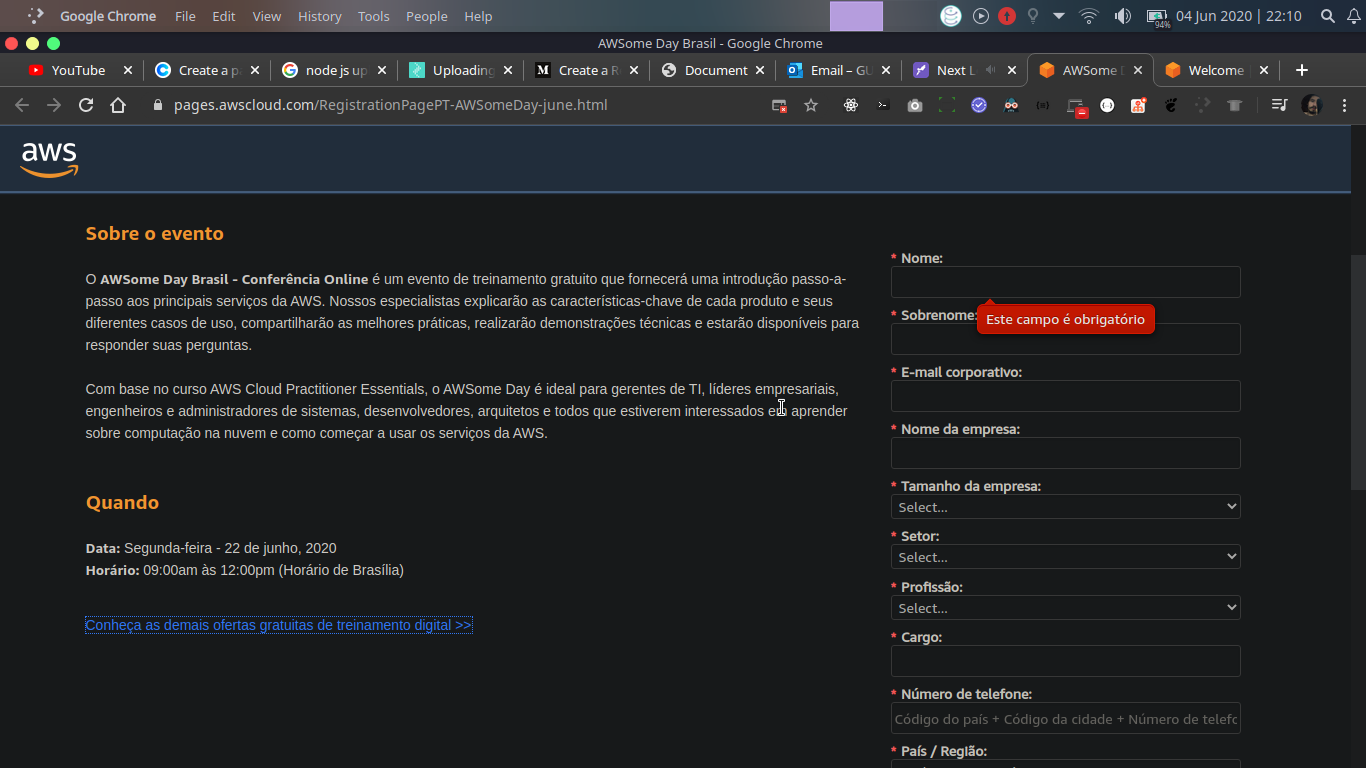 Google Chrome File Edit View History Tools People Help 94% 04 Jun 2020 | 22:10
AWSome Day Brasil - Google Chrome
YouTube Create a p node js up Uploading Create a R Document Email – GU Next L AWSome D Welcome
pages.awscloud.com/RegistrationPagePT-AWSomeDay-june.html
aws
Sobre o evento
O AWSome Day Brasil - Conferência Online é um evento de treinamento gratuito que fornecerá uma introdução passo-a-
passo aos principais serviços da AWS. Nossos especialistas explicarão as características-chave de cada produto e seus
diferentes casos de uso, compartilharão as melhores práticas, realizarão demonstrações técnicas e estarão disponíveis para
responder suas perguntas.
Com base no curso AWS Cloud Practitioner Essentials, o AWSome Day é ideal para gerentes de TI, líderes empresariais,
engenheiros e administradores de sistemas, desenvolvedores, arquitetos e todos que estiverem interessados em aprender
sobre computação na nuvem e como começar a usar os serviços da AWS.
Quando
Data: Segunda-feira - 22 de junho, 2020
Horário: 09:00am às 12:00pm (Horário de Brasília)
Conheça as demais ofertas gratuitas de treinamento digital >>
* Nome:
* Sobrenome:
Este campo é obrigatório
* E-mail corporativo:
* Nome da empresa:
* Tamanho da empresa:
Select...
* Setor:
Select...
* Profissão:
Select...
* Cargo:
* Número de telefone:
Código do país + Código da cidade + Número de telefc
* País / Região: